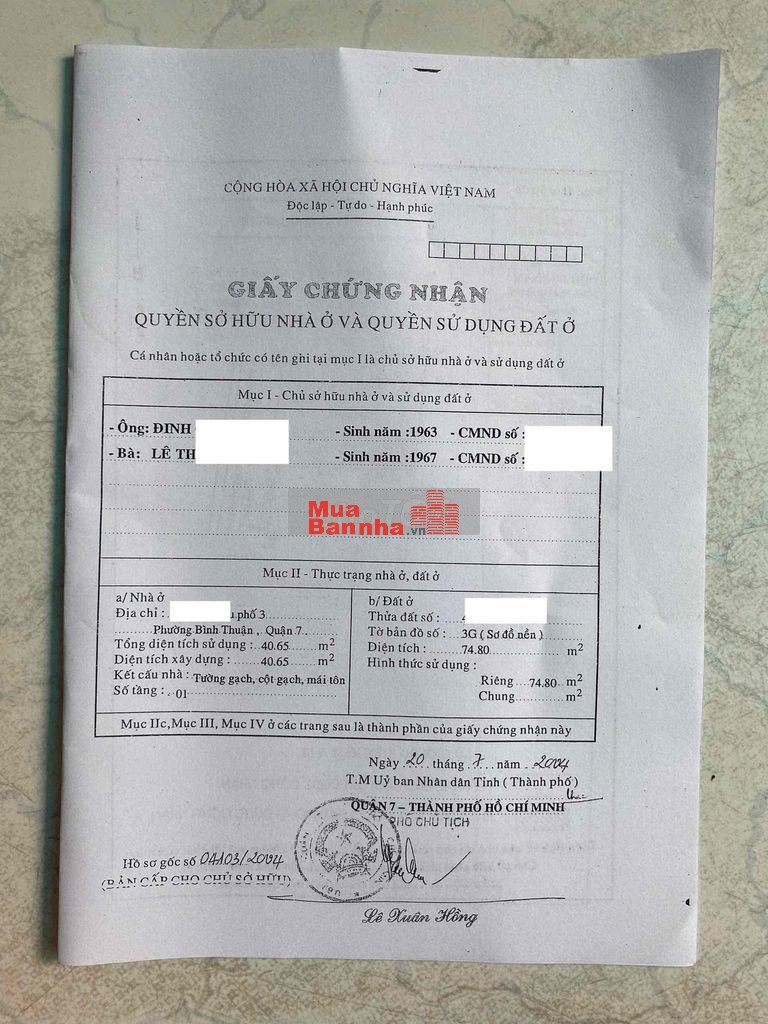 CỘNG HÒA XÃ HỘI CHỦ NGHĨA VIỆT NAM
Độc lập - Tự do - Hạnh phúc
GIẤY CHỨNG NHẬN
QUYỀN SỞ HỮU NHÀ Ở VÀ QUYỀN SỬ DỤNG ĐẤT Ở
Cá nhân hoặc tổ chức có tên ghi tại mục I là chủ sở hữu nhà ở và sử dụng đất ở
Mục I - Chủ sở hữu nhà ở và sử dụng đất ở
- Ông: ĐINH - Sinh năm :1963 - CMND số :
- Bà: LÊ TH - Sinh năm :1967 - CMND số :
Mua
Bannha.vn
Mục II - Thực trạng nhà ở, đất ở
a/ Nhà ở
Địa chỉ : u phố 3
Phường Bình Thuận , Quận 7
Tổng diện tích sử dụng : 40.65 m2
Diện tích xây dựng : 40.65 m2
Kết cấu nhà : Tường gạch, cột gạch, mái tôn
Số tầng : 01
b/ Đất ở
Thửa đất số :
Tờ bản đồ số : 3G ( Sơ đồ nền )
Diện tích : 74.80 m2
Hình thức sử dụng :
Riêng 74.80 m2
Chung m2
Mục IIc,Mục III, Mục IV ở các trang sau là thành phần của giấy chứng nhận này
Ngày 20 tháng 7 năm 2004
T.M Uỷ ban Nhân dân Tỉnh ( Thành phố )
QUẬN 7 – THÀNH PHỐ HỒ CHÍ MINH
PHÓ CHỦ TỊCH
Hồ sơ gốc số 04103/2004
(BẢN CẤP CHO CHỦ SỞ HỮU)
Lê Xuân Hồng